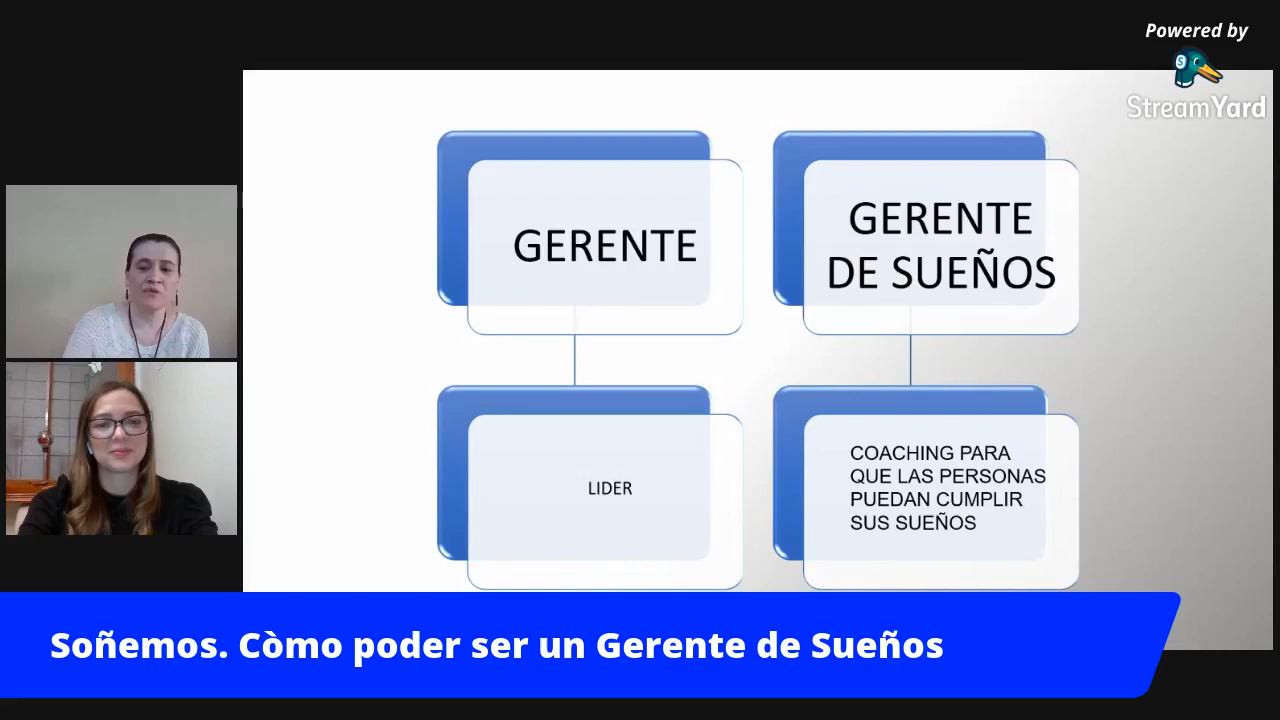 Powered by
StreamYard
GERENTE
GERENTE
DE SUEÑOS
LIDER
COACHING PARA
QUE LAS PERSONAS
PUEDAN CUMPLIR
SUS SUEÑOS
Soñemos. Còmo poder ser un Gerente de Sueños